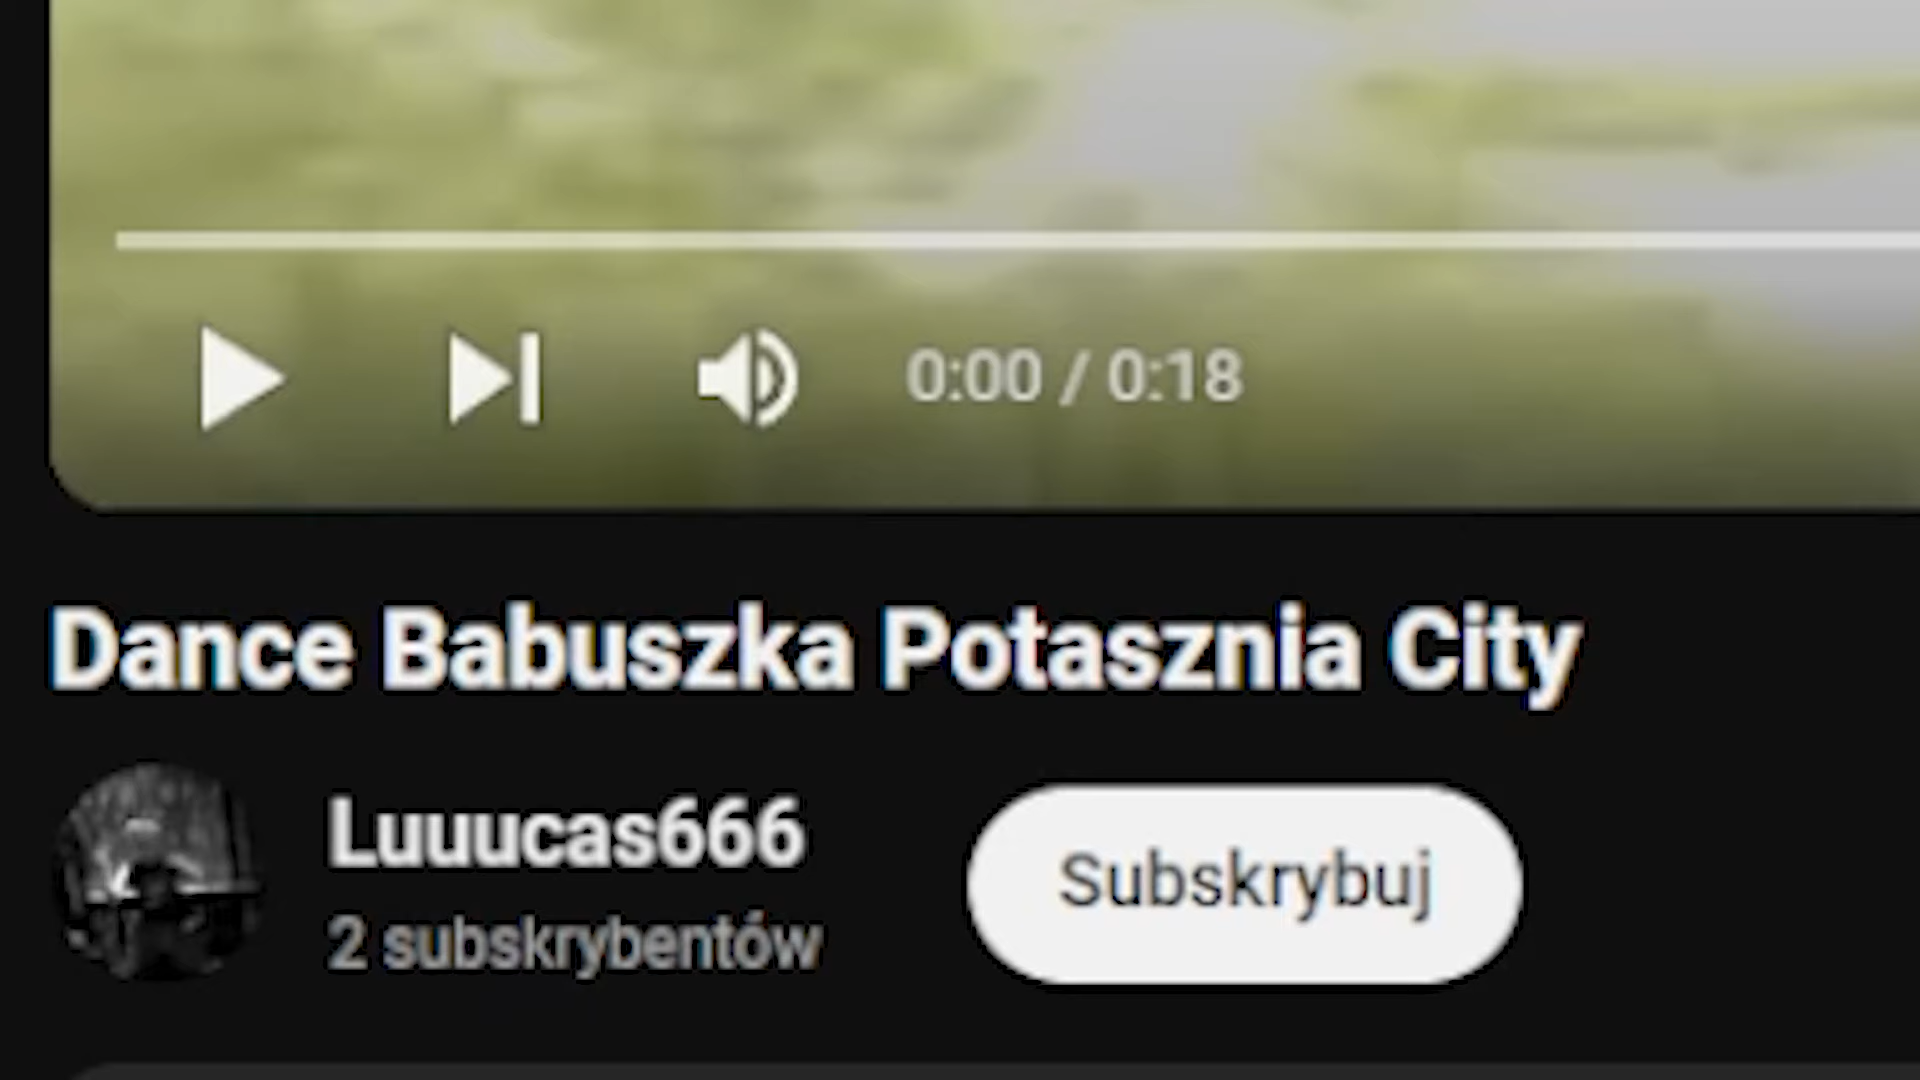 0:00 / 0:18
Dance Babuszka Potasznia City
Luuucas666
Subskrybuj
2 subskrybentów